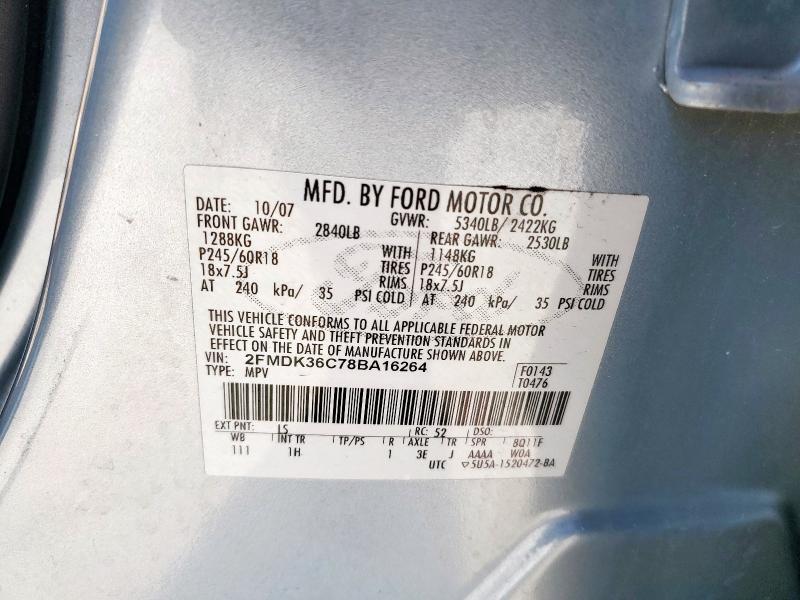 MFD. BY FORD MOTOR CO.
DATE: 10/07 GVWR: 5340LB/ 2422KG
FRONT GAWR: 2840LB REAR GAWR: 2530LB
1288KG WITH 1148KG WITH
P245/60R18 TIRES P245/60R18 TIRES
18x7.5J RIMS 18x7.5J RIMS
AT 240 kPa/ 35 PSI COLD AT 240 kPa/ 35 PSI COLD
Ford
THIS VEHICLE CONFORMS TO ALL APPLICABLE FEDERAL MOTOR
VEHICLE SAFETY AND THEFT PREVENTION STANDARDS IN
EFFECT ON THE DATE OF MANUFACTURE SHOWN ABOVE.
VIN: 2FMDK36C78BA16264 F0143
TYPE: MPV T0476
EXT PNT: LS RC: 52 DSO:
WB INT TR TP/PS R AXLE TR SPR 8Q11F
111 1H 1 3E J AAAA W0A
UTC ▽5U5A-1520472-BA